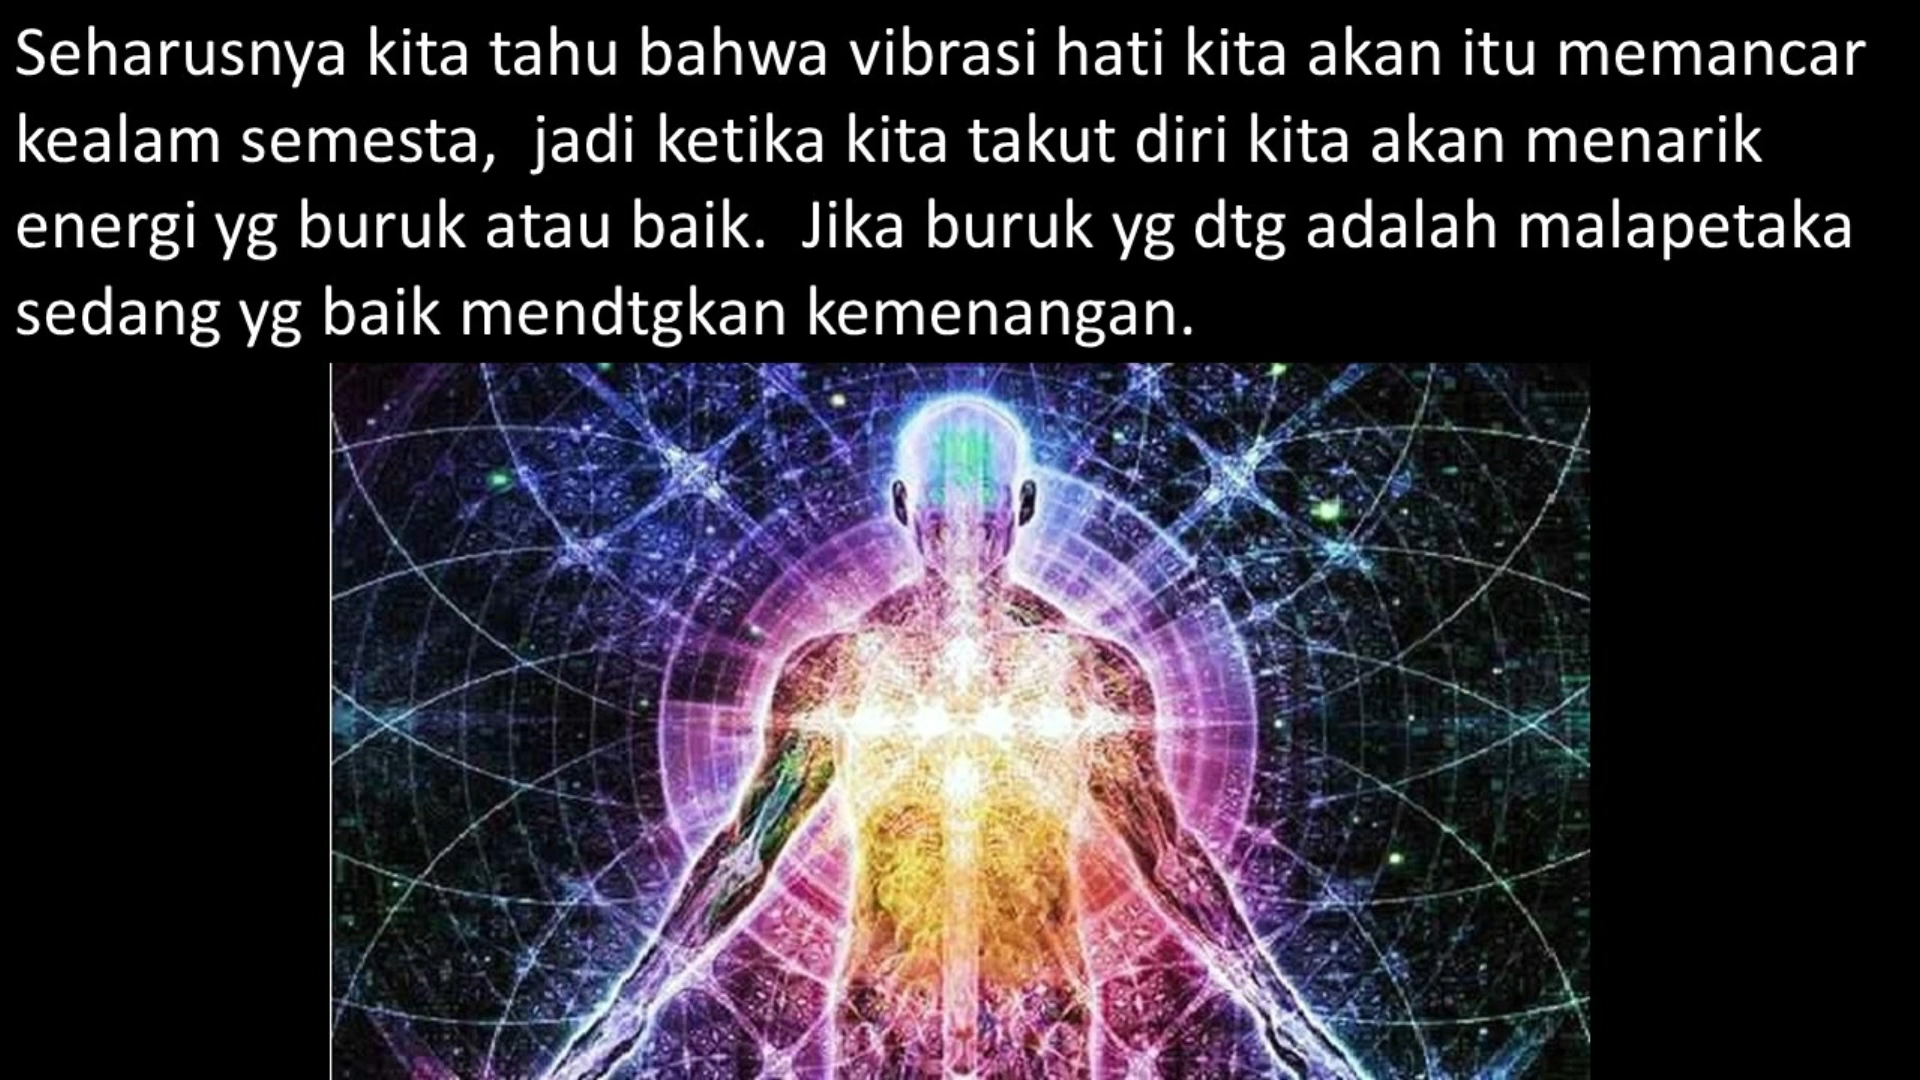 Seharusnya kita tahu bahwa vibrasi hati kita akan itu memancar
kealam semesta,  jadi ketika kita takut diri kita akan menarik
energi yg buruk atau baik.  Jika buruk yg dtg adalah malapetaka
sedang yg baik mendtgkan kemenangan.